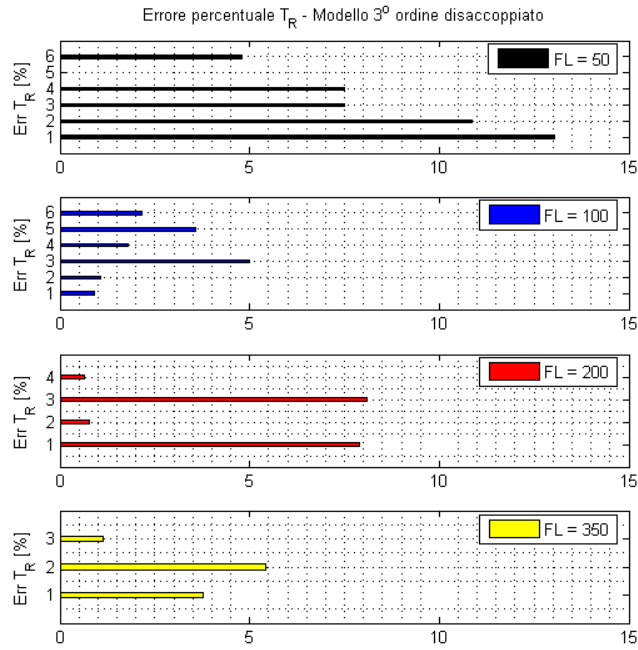 Errore percentuale T_R - Modello 3° ordine disaccoppiato
Err T_R [%]
6
5
4
3
2
1
FL = 50
0 5 10 15
Err T_R [%]
6
5
4
3
2
1
FL = 100
0 5 10 15
Err T_R [%]
4
3
2
1
FL = 200
0 5 10 15
Err T_R [%]
3
2
1
FL = 350
0 5 10 15